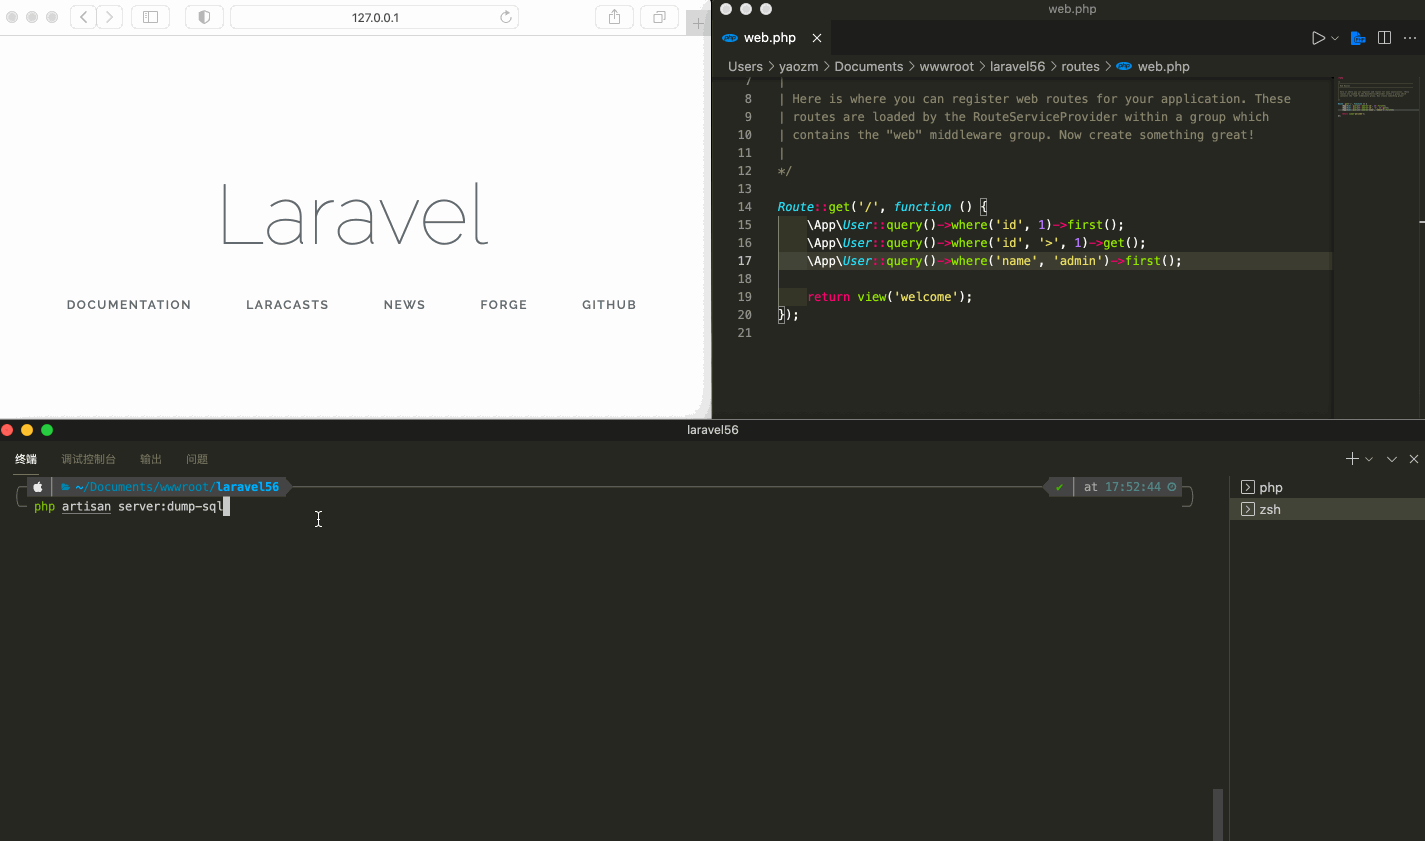 127.0.0.1
Laravel
DOCUMENTATION LARACASTS NEWS FORGE GITHUB
web.php
php web.php
Users > yaozm > Documents > wwwroot > laravel56 > routes > php web.php
7 |
8 | Here is where you can register web routes for your application. These
9 | routes are loaded by the RouteServiceProvider within a group which
10 | contains the "web" middleware group. Now create something great!
11 |
12 */
13
14 Route::get('/', function () {
15 \App\User::query()->where('id', 1)->first();
16 \App\User::query()->where('id', '>', 1)->get();
17 \App\User::query()->where('name', 'admin')->first();
18
19 return view('welcome');
20 });
21
laravel56
终端 调试控制台 输出 问题
~/Documents/wwwroot/laravel56 ✔ at 17:52:44
php artisan server:dump-sql
php
zsh